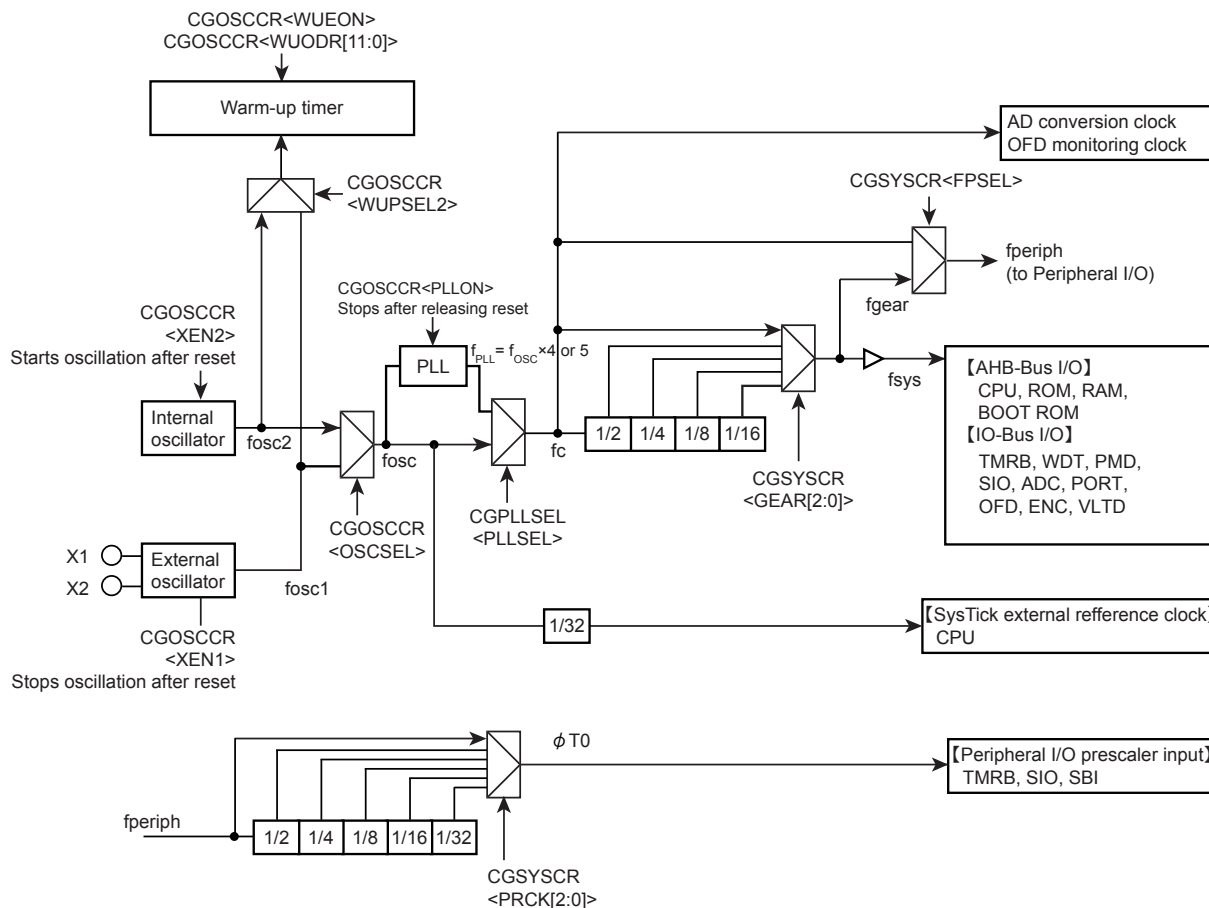 CGOSCCR<WUEON>
CGOSCCR<WUODR[11:0]>
Warm-up timer
CGOSCCR
<WUPSEL2>
AD conversion clock
OFD monitoring clock
CGSYSCR<FPSEL>
fperiph
(to Peripheral I/O)
fgear
CGOSCCR<PLLON>
Stops after releasing reset
CGOSCCR
<XEN2>
Starts oscillation after reset
PLL
fPLL= fOSC×4 or 5
fsys
【AHB-Bus I/O】
CPU, ROM, RAM,
BOOT ROM
【IO-Bus I/O】
TMRB, WDT, PMD,
SIO, ADC, PORT,
OFD, ENC, VLTD
Internal
oscillator
fosc2
fosc
fc
1/2
1/4
1/8
1/16
CGSYSCR
<GEAR[2:0]>
CGOSCCR
<OSCSEL>
CGPLLSEL
<PLLSEL>
X1
X2
External
oscillator
fosc1
CGOSCCR
<XEN1>
Stops oscillation after reset
1/32
【SysTick external refference clock】
CPU
ϕT0
【Peripheral I/O prescaler input】
TMRB, SIO, SBI
fperiph
1/2
1/4
1/8
1/16
1/32
CGSYSCR
<PRCK[2:0]>